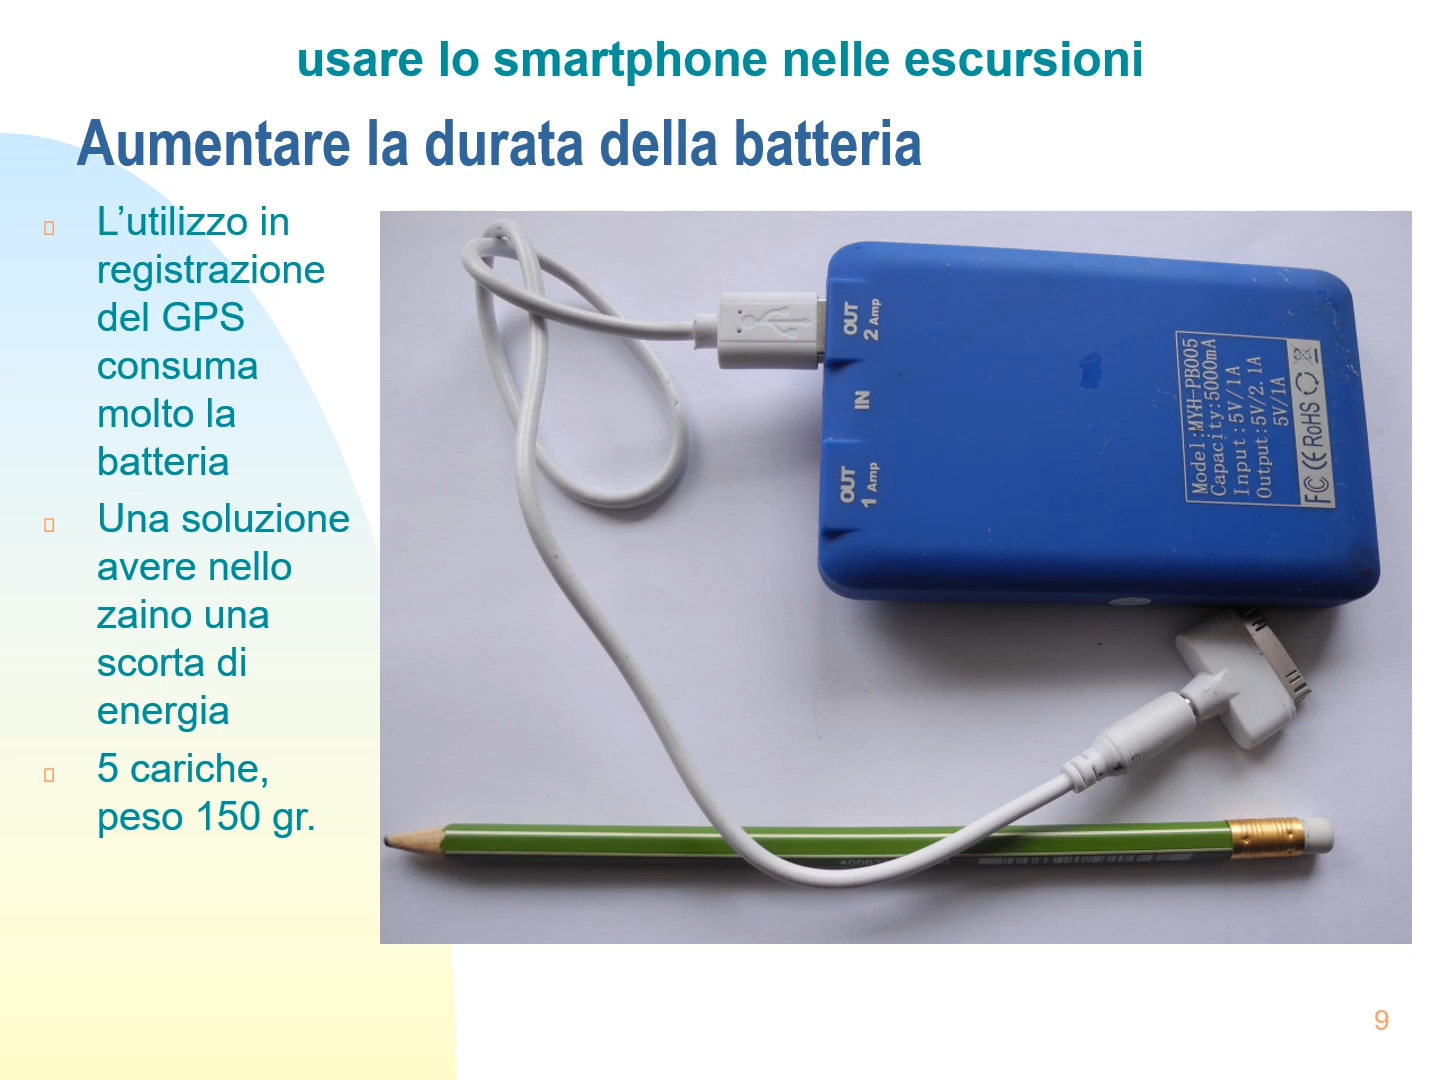 usare lo smartphone nelle escursioni
Aumentare la durata della batteria
L’utilizzo in
registrazione
del GPS
consuma
molto la
batteria
Una soluzione
avere nello
zaino una
scorta di
energia
5 cariche,
peso 150 gr.
OUT
2 Amp
IN
OUT
1 Amp
Model:MYH-PB005
Capacity:5000mA
Input:5V/1A
Output:5V/2.1A
5V/1A
FC CE RoHS
9